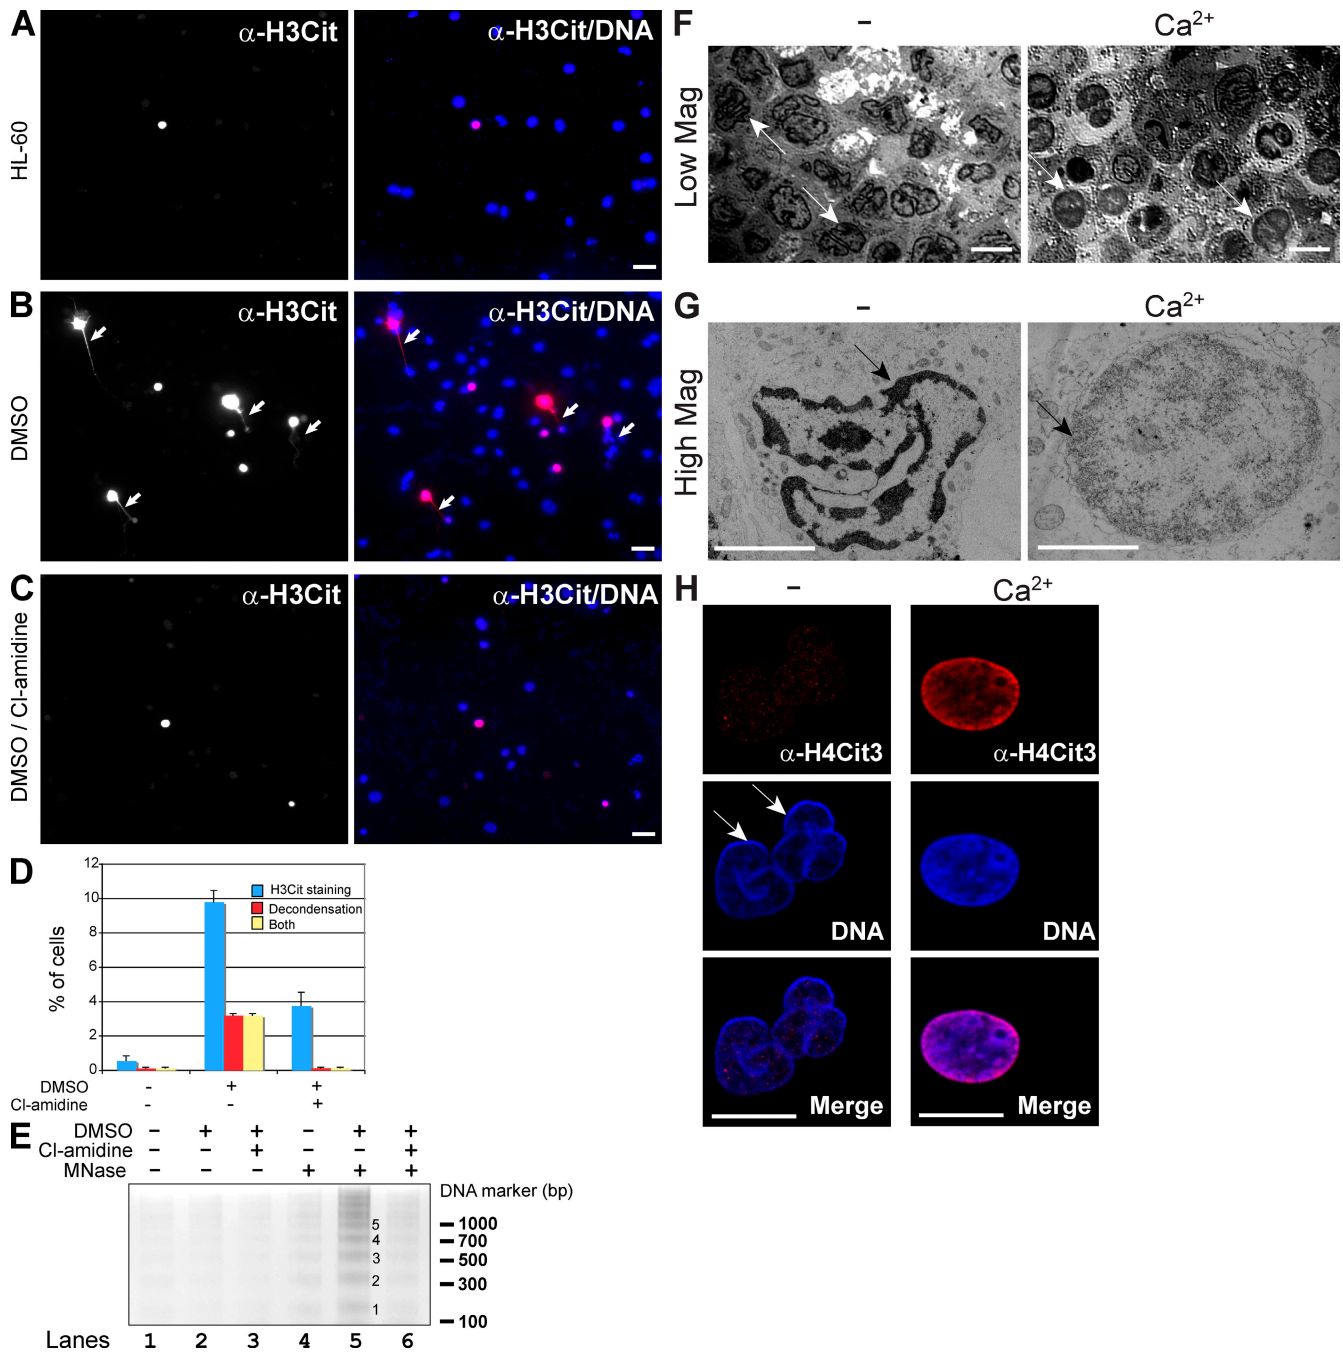 A
α-H3Cit
α-H3Cit/DNA
HL-60
B
α-H3Cit
α-H3Cit/DNA
DMSO
C
α-H3Cit
α-H3Cit/DNA
DMSO / Cl-amidine
D
% of cells
12
10
8
6
4
2
0
H3Cit staining
Decondensation
Both
DMSO - + +
Cl-amidine - - +
E
DMSO – + + – + +
Cl-amidine – – + – – +
MNase – – – + + +
DNA marker (bp)
5
4
3
2
1
1000
700
500
300
100
Lanes 1 2 3 4 5 6
F
– Ca2+
Low Mag
G
– Ca2+
High Mag
H
– Ca2+
α-H4Cit3
α-H4Cit3
DNA
DNA
Merge
Merge